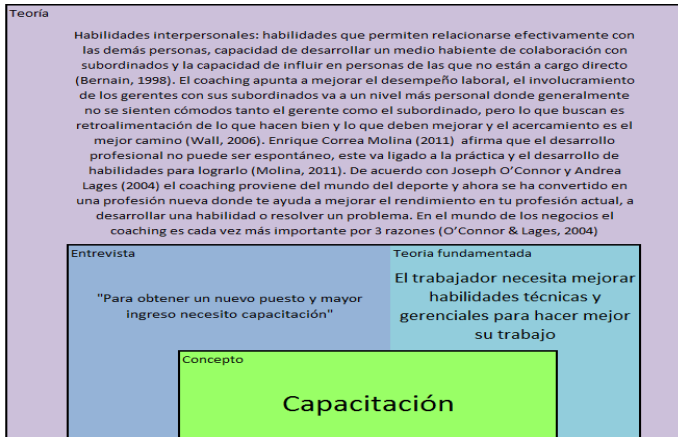 Teoría
Habilidades interpersonales: habilidades que permiten relacionarse efectivamente con
las demás personas, capacidad de desarrollar un medio habiente de colaboración con
subordinados y la capacidad de influir en personas de las que no están a cargo directo
(Bernain, 1998). El coaching apunta a mejorar el desempeño laboral, el involucramiento
de los gerentes con sus subordinados va a un nivel más personal donde generalmente
no se sienten cómodos tanto el gerente como el subordinado, pero lo que buscan es
retroalimentación de lo que hacen bien y lo que deben mejorar y el acercamiento es el
mejor camino (Wall, 2006). Enrique Correa Molina (2011) afirma que el desarrollo
profesional no puede ser espontáneo, este va ligado a la práctica y el desarrollo de
habilidades para lograrlo (Molina, 2011). De acuerdo con Joseph O’Connor y Andrea
Lages (2004) el coaching proviene del mundo del deporte y ahora se ha convertido en
una profesión nueva donde te ayuda a mejorar el rendimiento en tu profesión actual, a
desarrollar una habilidad o resolver un problema. En el mundo de los negocios el
coaching es cada vez más importante por 3 razones (O’Connor & Lages, 2004)
Entrevista
"Para obtener un nuevo puesto y mayor
ingreso necesito capacitación"
Teoria fundamentada
El trabajador necesita mejorar
habilidades técnicas y
gerenciales para hacer mejor
su trabajo
Concepto
Capacitación